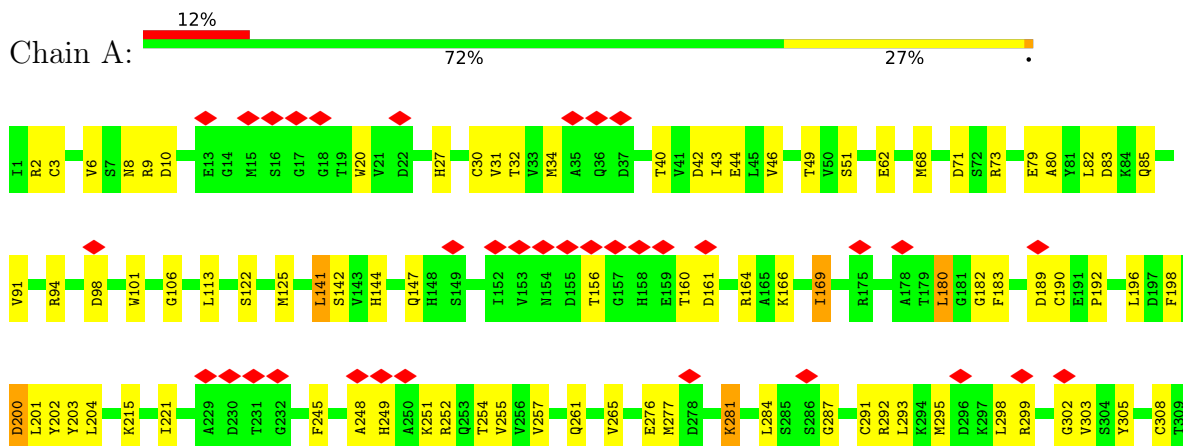 12%
Chain A:
72% 27% .
I1 R2 C3 V6 S7 N8 R9 D10 E13 G14 M15 S16 G17 G18 T19 W20 V21 D22 H27 C30 V31 T32 V33 M34 A35 Q36 D37 T40 V41 D42 I43 E44 L45 V46 T49 V50 S51 E62 M68 D71 S72 R73 E79 A80 Y81 L82 D83 K84 Q85
V91 R94 D98 W101 G106 L113 S122 M125 L141 S142 V143 H144 Q147 H148 S149 I152 V153 N154 D155 T156 G157 H158 E159 T160 D161 R164 A165 K166 I169 R175 A178 T179 L180 G181 G182 F183 D189 C190 E191 P192 L196 D197 F198
D200 L201 Y202 Y203 L204 K215 I221 A229 D230 T231 G232 F245 A248 H249 A250 K251 R252 Q253 T254 V255 V256 V257 Q261 V265 E276 M277 D278 K281 L284 S285 S286 G287 C291 R292 L293 K294 M295 D296 K297 L298 R299 G302 V303 S304 Y305 C308 T309